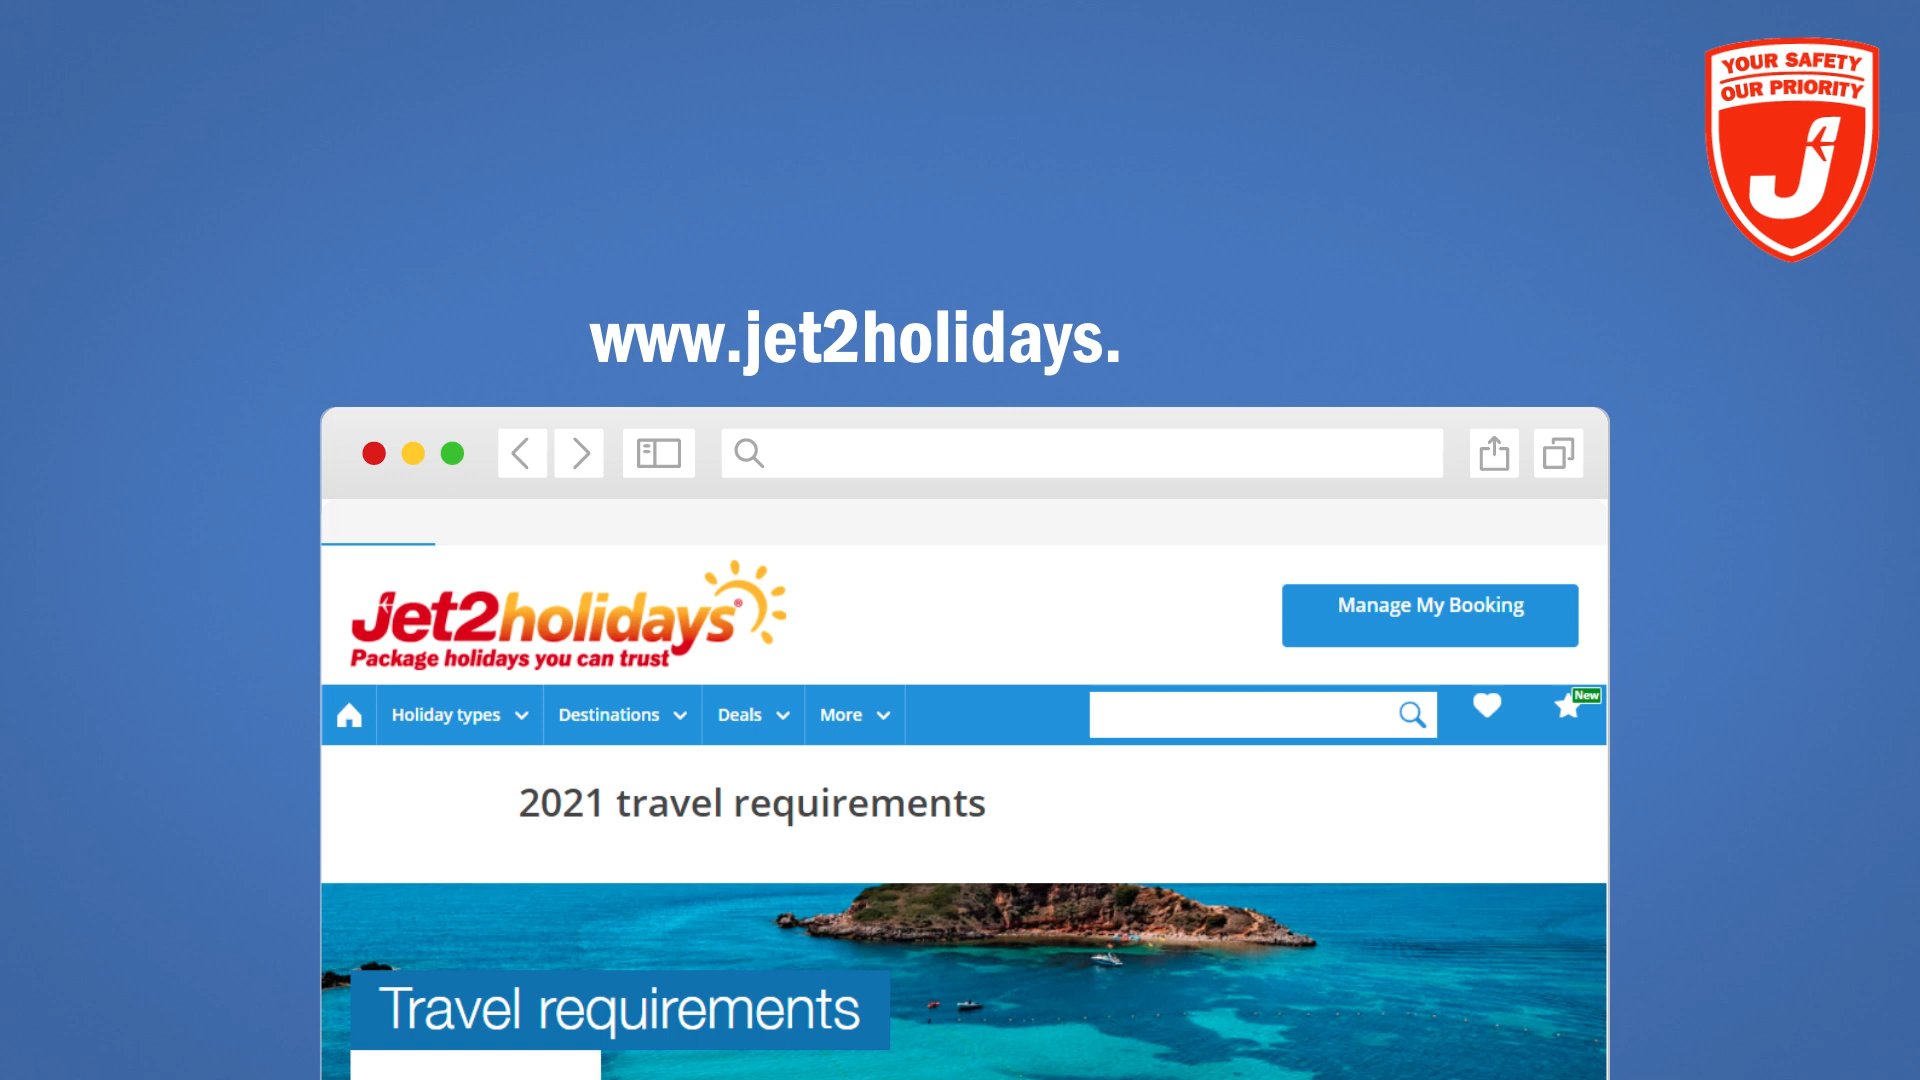 YOUR SAFETY
OUR PRIORITY
J
www.jet2holidays.
Jet2holidays®
Package holidays you can trust
Manage My Booking
Holiday types
Destinations
Deals
More
New
2021 travel requirements
Travel requirements